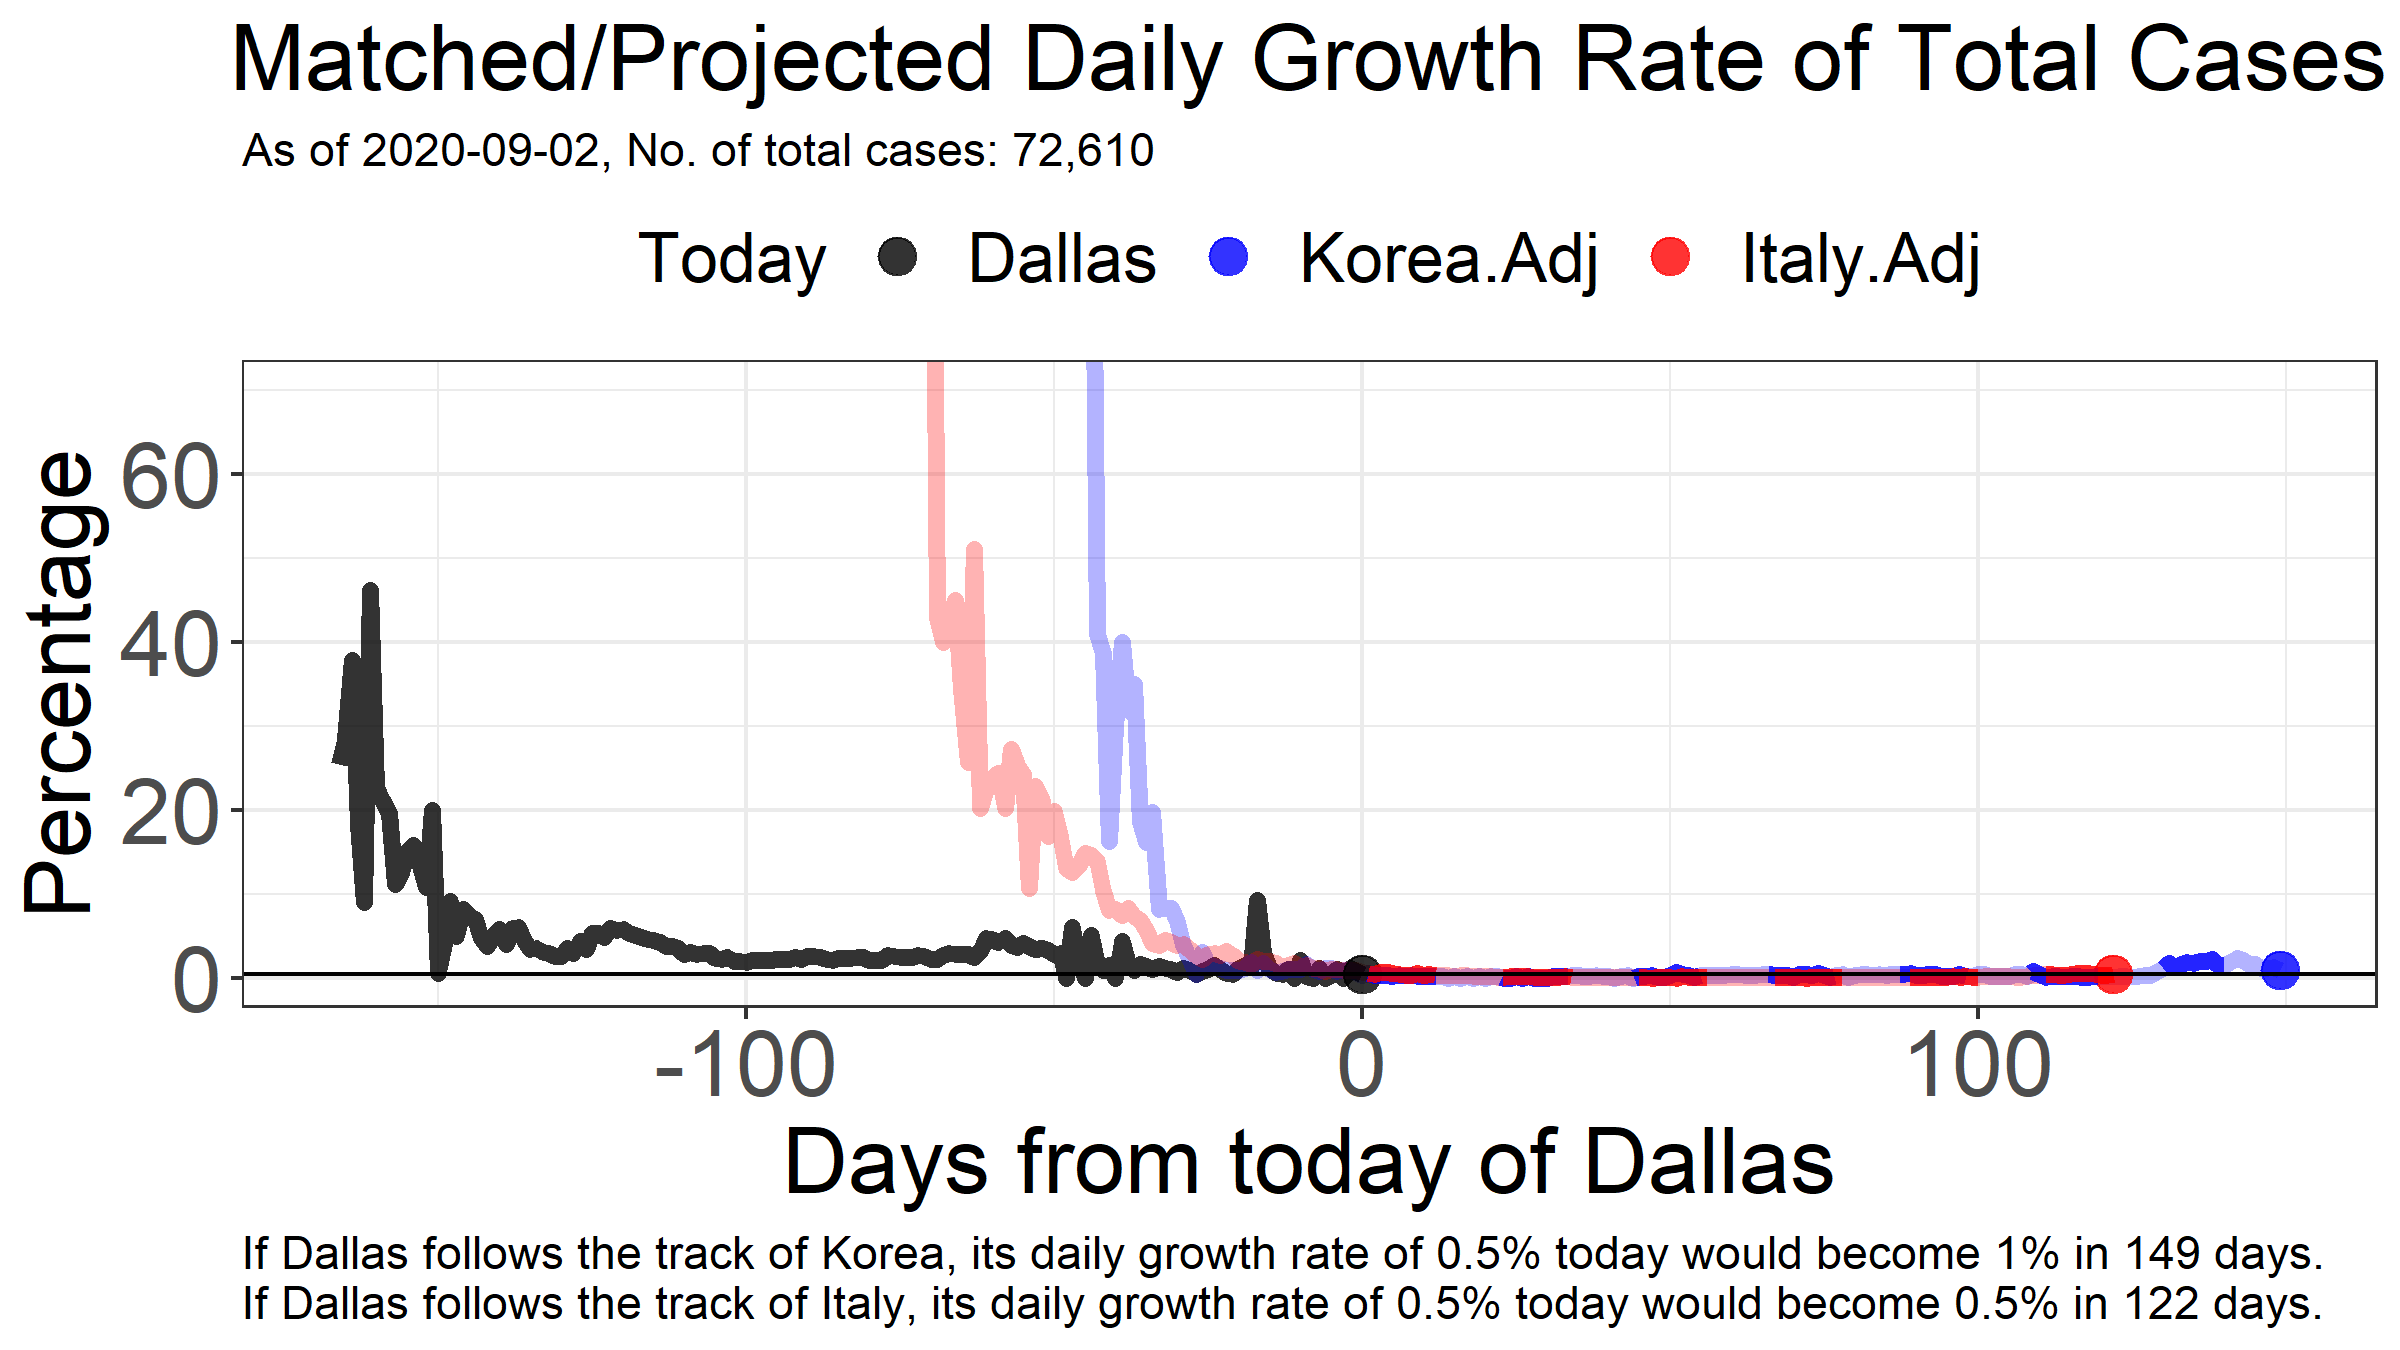 Matched/Projected Daily Growth Rate of Total Cases
As of 2020-09-02, No. of total cases: 72,610
Today Dallas Korea.Adj Italy.Adj
Percentage
60
40
20
0
-100 0 100
Days from today of Dallas
If Dallas follows the track of Korea, its daily growth rate of 0.5% today would become 1% in 149 days.
If Dallas follows the track of Italy, its daily growth rate of 0.5% today would become 0.5% in 122 days.